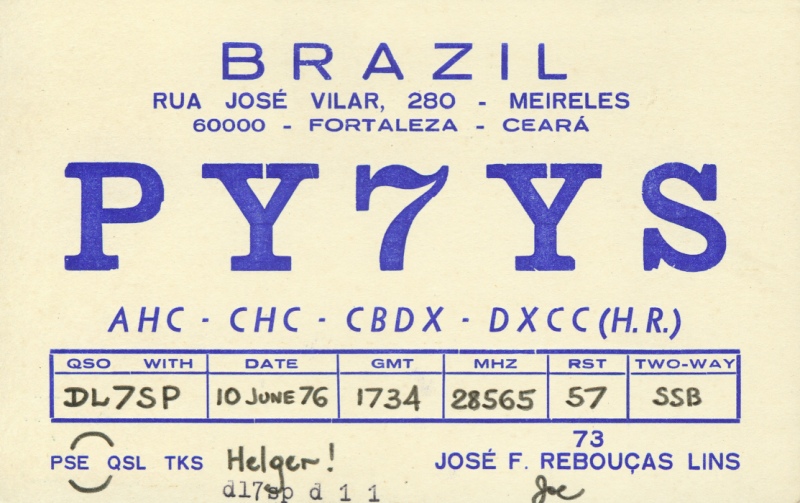 BRAZIL
RUA JOSÉ VILAR, 280 - MEIRELES
60000 - FORTALEZA - CEARÁ
PY7YS
AHC - CHC - CBDX - DXCC (H.R.)
QSO WITH DATE GMT MHZ RST TWO-WAY
DL7SP 10 JUNE 76 1734 28565 57 SSB
73
PSE QSL TKS Helger! JOSÉ F. REBOUÇAS LINS
dl7sp d 1 1 Joe